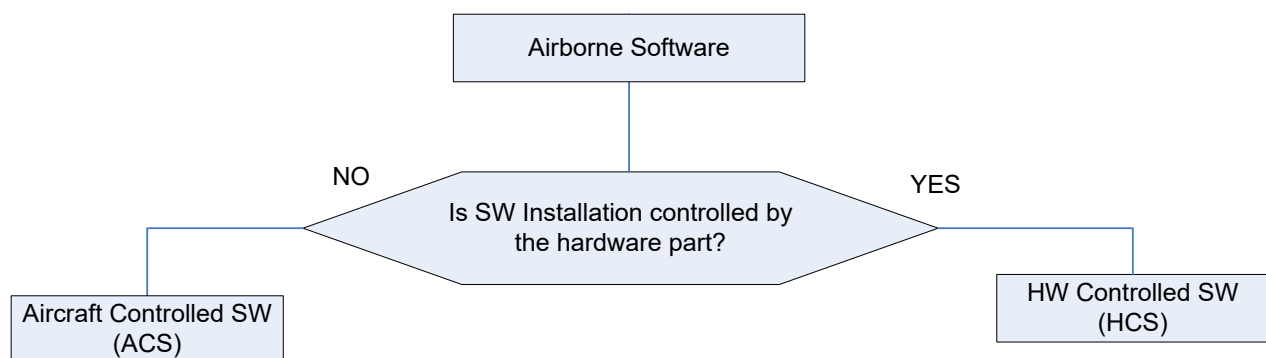 Airborne Software
NO
YES
Is SW Installation controlled by
the hardware part?
Aircraft Controlled SW
(ACS)
HW Controlled SW
(HCS)